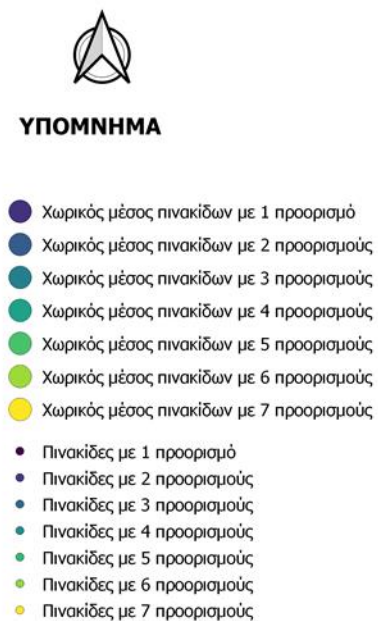 ΥΠΟΜΝΗΜΑ
Χωρικός μέσος πινακίδων με 1 προορισμό
Χωρικός μέσος πινακίδων με 2 προορισμούς
Χωρικός μέσος πινακίδων με 3 προορισμούς
Χωρικός μέσος πινακίδων με 4 προορισμούς
Χωρικός μέσος πινακίδων με 5 προορισμούς
Χωρικός μέσος πινακίδων με 6 προορισμούς
Χωρικός μέσος πινακίδων με 7 προορισμούς
Πινακίδες με 1 προορισμό
Πινακίδες με 2 προορισμούς
Πινακίδες με 3 προορισμούς
Πινακίδες με 4 προορισμούς
Πινακίδες με 5 προορισμούς
Πινακίδες με 6 προορισμούς
Πινακίδες με 7 προορισμούς